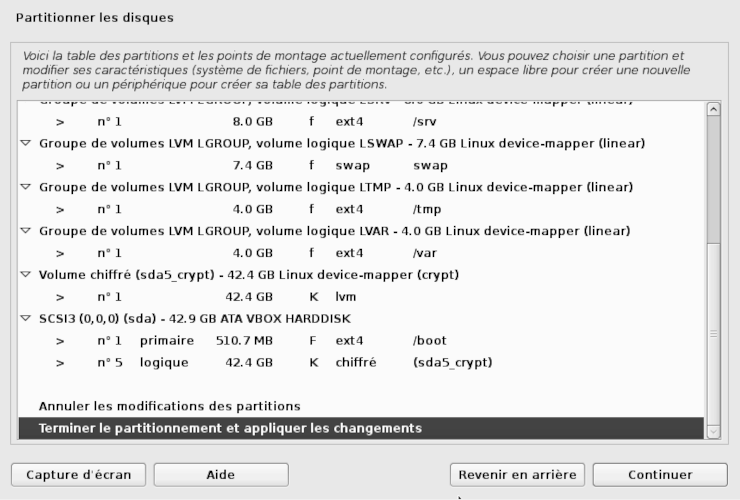 Partitionner les disques
Voici la table des partitions et les points de montage actuellement configurés. Vous pouvez choisir une partition et
modifier ses caractéristiques (système de fichiers, point de montage, etc.), un espace libre pour créer une nouvelle
partition ou un périphérique pour créer sa table des partitions.
> n° 1 8.0 GB f ext4 /srv
Groupe de volumes LVM LGROUP, volume logique LSWAP - 7.4 GB Linux device-mapper (linear)
> n° 1 7.4 GB f swap swap
Groupe de volumes LVM LGROUP, volume logique LTMP - 4.0 GB Linux device-mapper (linear)
> n° 1 4.0 GB f ext4 /tmp
Groupe de volumes LVM LGROUP, volume logique LVAR - 4.0 GB Linux device-mapper (linear)
> n° 1 4.0 GB f ext4 /var
Volume chiffré (sda5_crypt) - 42.4 GB Linux device-mapper (crypt)
> n° 1 42.4 GB K lvm
SCSI3 (0,0,0) (sda) - 42.9 GB ATA VBOX HARDDISK
> n° 1 primaire 510.7 MB F ext4 /boot
> n° 5 logique 42.4 GB K chiffré (sda5_crypt)
Annuler les modifications des partitions
Terminer le partitionnement et appliquer les changements
Capture d'écran Aide Revenir en arrière Continuer